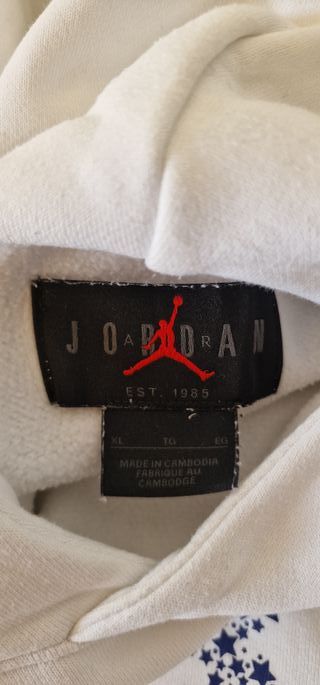 JORDAN
AIR
EST. 1985
XL TG EG
MADE IN CAMBODIA
FABRIQUE AU
CAMBODGE